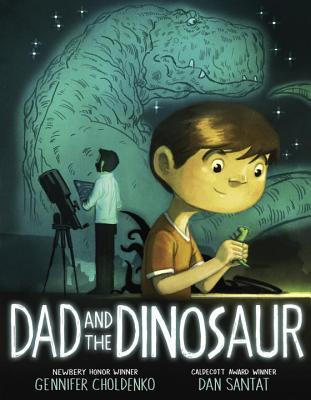 DAD AND THE DINOSAUR
NEWBERY HONOR WINNER
GENNIFER CHOLDENKO
CALDECOTT AWARD WINNER
DAN SANTAT